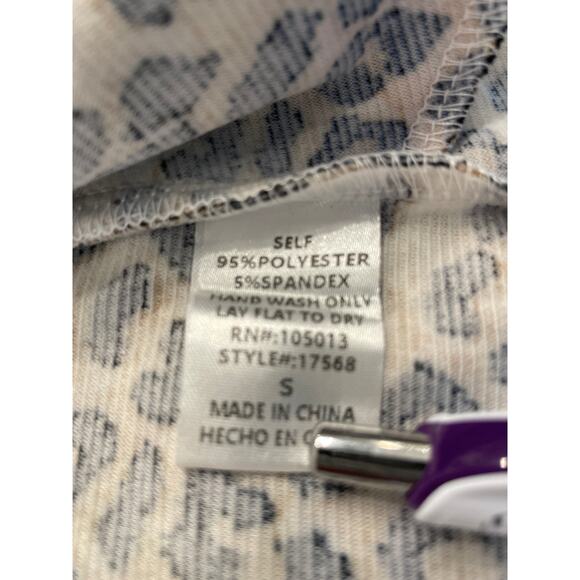 SELF
95%POLYESTER
5%SPANDEX
HAND WASH ONLY
LAY FLAT TO DRY
RN#:105013
STYLE#:17568
S
MADE IN CHINA
HECHO EN